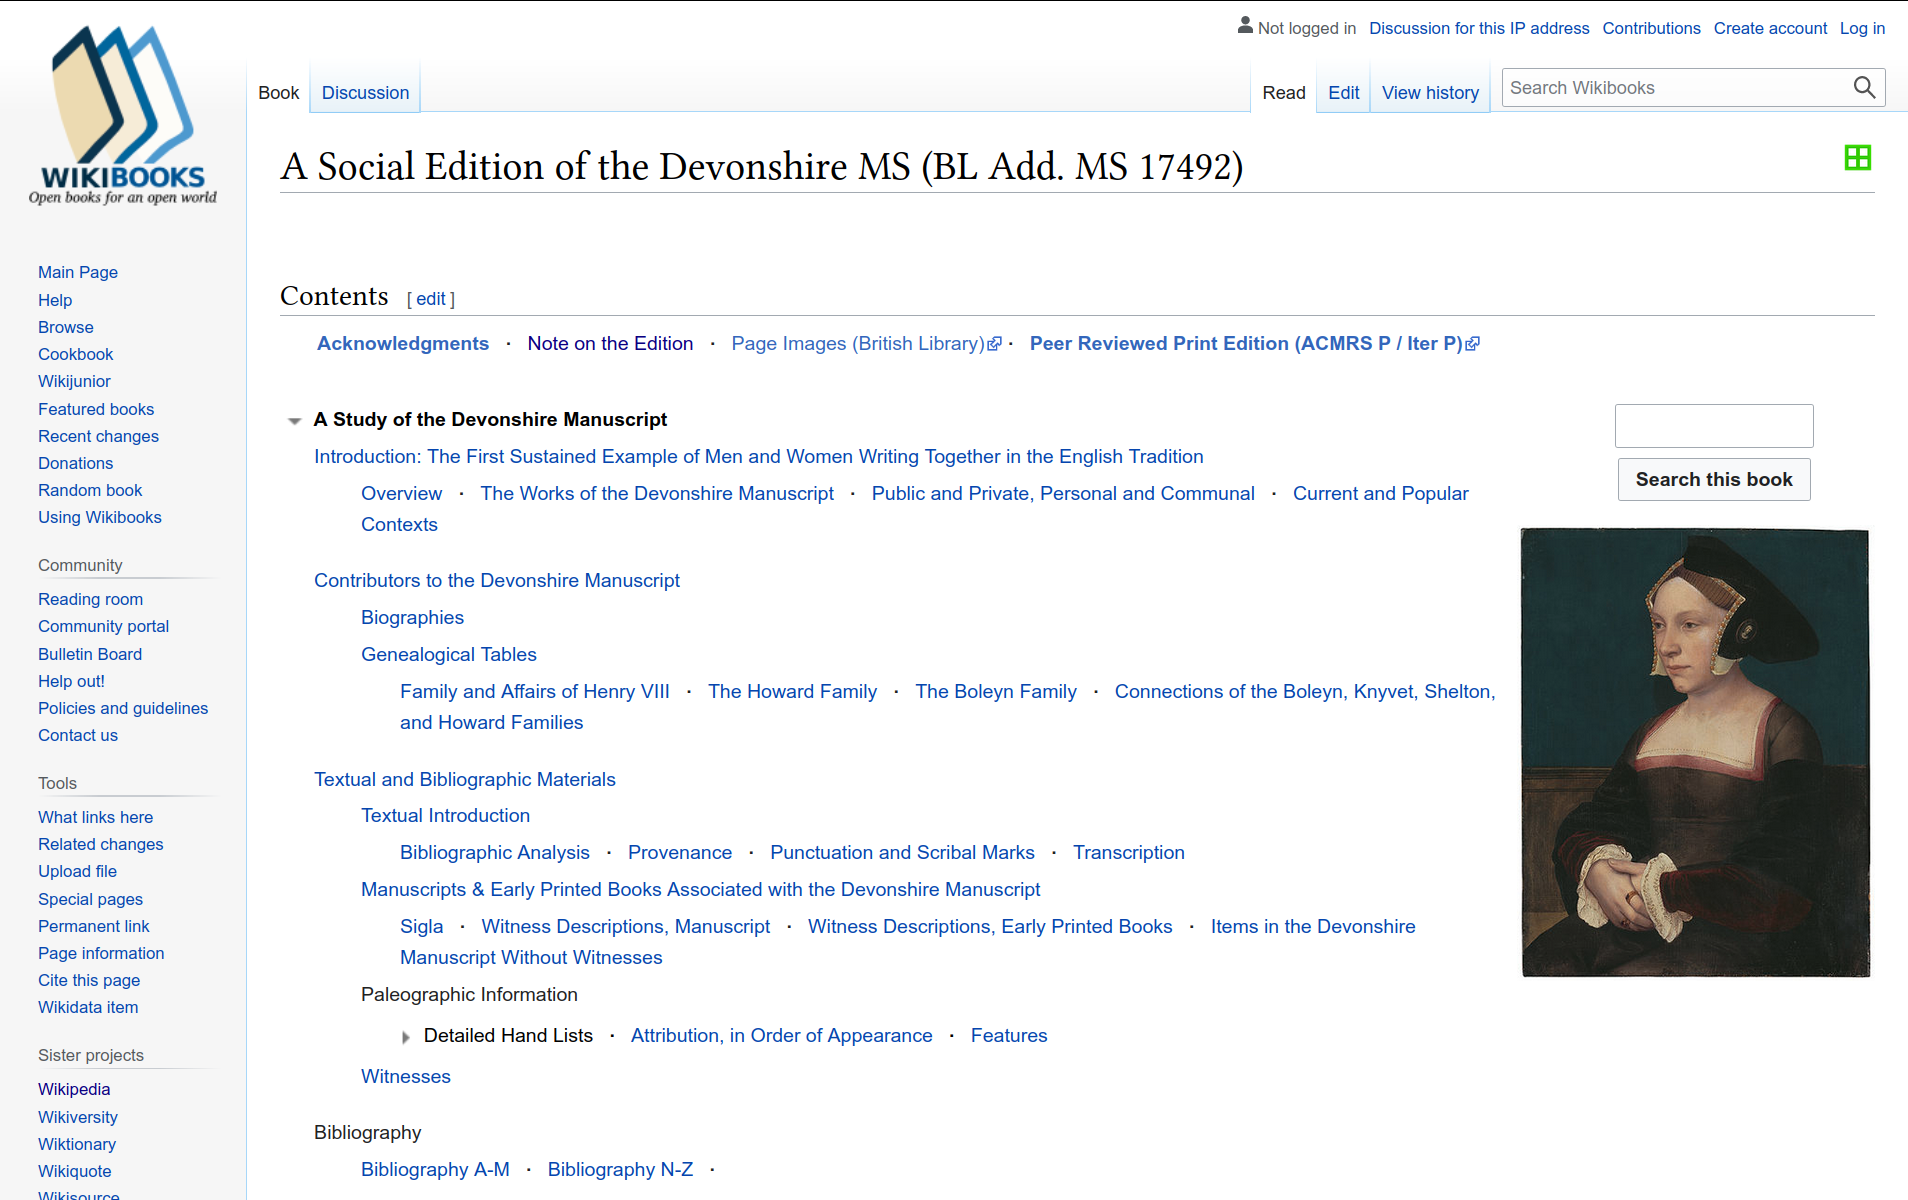 Not logged in Discussion for this IP address Contributions Create account Log in
Book Discussion Read Edit View history Search Wikibooks
WIKIBOOKS
Open books for an open world
A Social Edition of the Devonshire MS (BL Add. MS 17492)
Main Page
Help
Browse
Cookbook
Wikijunior
Featured books
Recent changes
Donations
Random book
Using Wikibooks
Community
Reading room
Community portal
Bulletin Board
Help out!
Policies and guidelines
Contact us
Tools
What links here
Related changes
Upload file
Special pages
Permanent link
Page information
Cite this page
Wikidata item
Sister projects
Wikipedia
Wikiversity
Wiktionary
Wikiquote
Wikisource
Contents [ edit ]
Acknowledgments · Note on the Edition · Page Images (British Library) · Peer Reviewed Print Edition (ACMRS P / Iter P)
A Study of the Devonshire Manuscript
Introduction: The First Sustained Example of Men and Women Writing Together in the English Tradition
Overview · The Works of the Devonshire Manuscript · Public and Private, Personal and Communal · Current and Popular
Contexts
Contributors to the Devonshire Manuscript
Biographies
Genealogical Tables
Family and Affairs of Henry VIII · The Howard Family · The Boleyn Family · Connections of the Boleyn, Knyvet, Shelton,
and Howard Families
Textual and Bibliographic Materials
Textual Introduction
Bibliographic Analysis · Provenance · Punctuation and Scribal Marks · Transcription
Manuscripts & Early Printed Books Associated with the Devonshire Manuscript
Sigla · Witness Descriptions, Manuscript · Witness Descriptions, Early Printed Books · Items in the Devonshire
Manuscript Without Witnesses
Paleographic Information
Detailed Hand Lists · Attribution, in Order of Appearance · Features
Witnesses
Bibliography
Bibliography A-M · Bibliography N-Z ·
Search this book